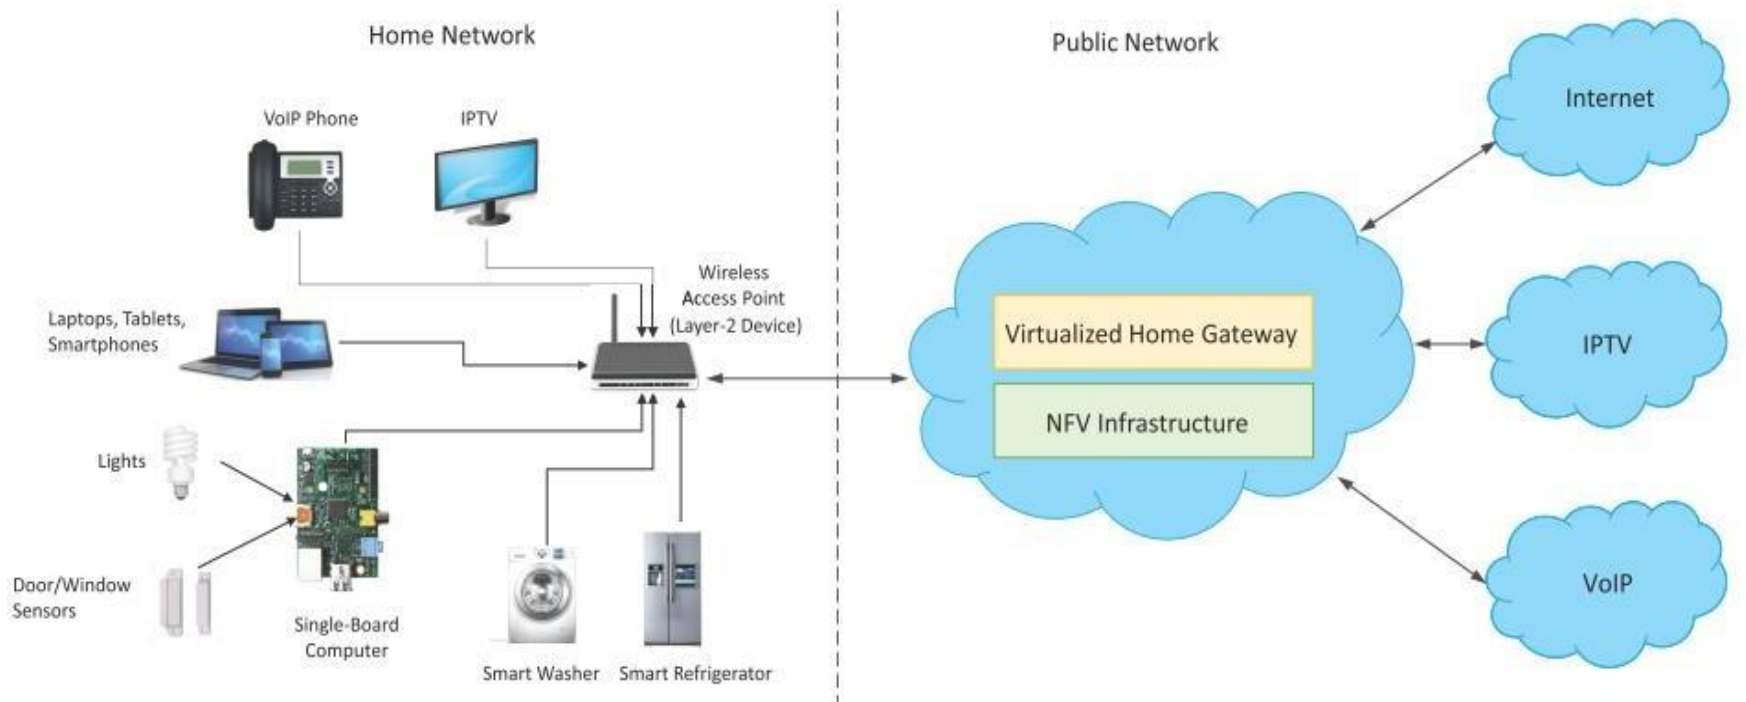 Home Network
Public Network
VoIP Phone
IPTV
Internet
Wireless
Access Point
(Layer-2 Device)
Laptops, Tablets,
Smartphones
Virtualized Home Gateway
IPTV
NFV Infrastructure
Lights
Door/Window
Sensors
Single-Board
Computer
Smart Washer
Smart Refrigerator
VoIP